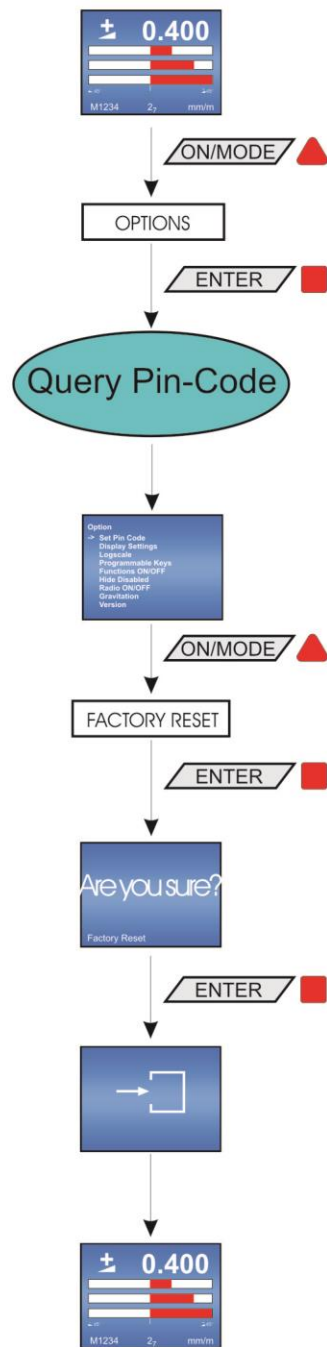 ± 0.400
M1234 2₇ mm/m
ON/MODE
OPTIONS
ENTER
Query Pin-Code
Option
-> Set Pin Code
Display Settings
Logscale
Programmable Keys
Functions ON/OFF
Hide Disabled
Radio ON/OFF
Gravitation
Version
ON/MODE
FACTORY RESET
ENTER
Are you sure?
Factory Reset
ENTER
± 0.400
M1234 2₇ mm/m